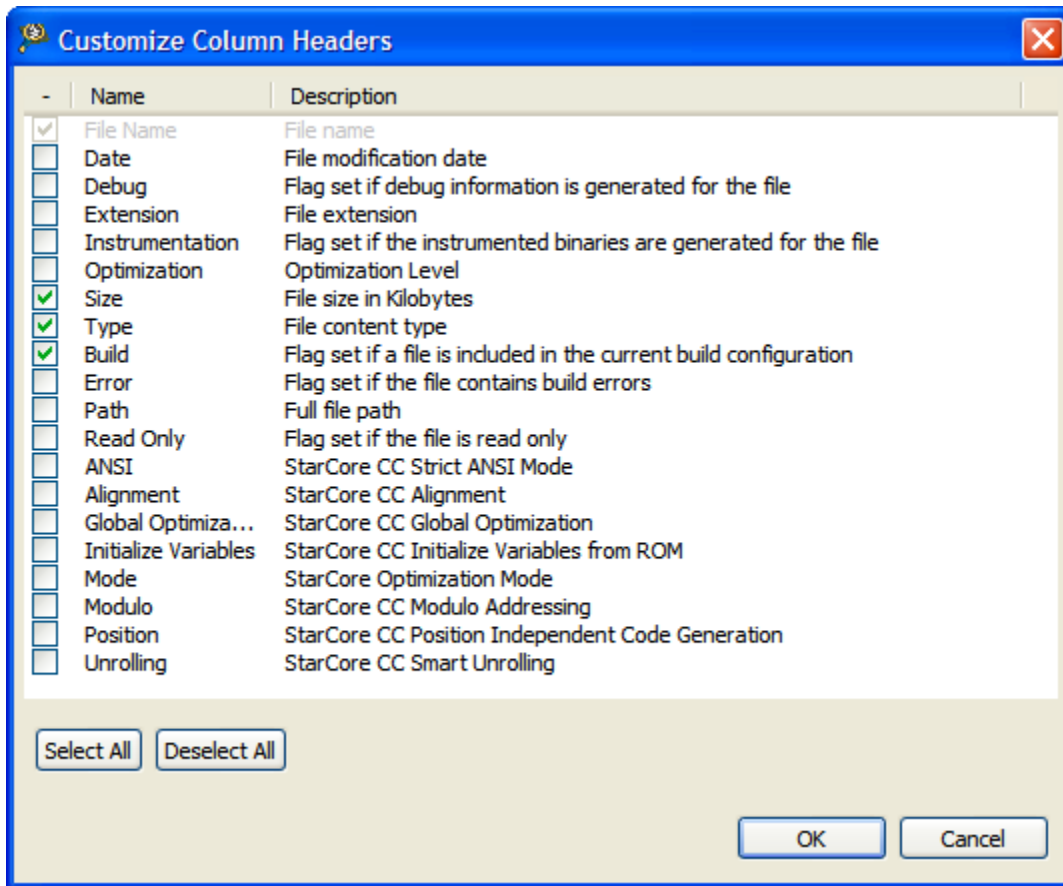 Customize Column Headers
- Name Description
File Name File name
Date File modification date
Debug Flag set if debug information is generated for the file
Extension File extension
Instrumentation Flag set if the instrumented binaries are generated for the file
Optimization Optimization Level
Size File size in Kilobytes
Type File content type
Build Flag set if a file is included in the current build configuration
Error Flag set if the file contains build errors
Path Full file path
Read Only Flag set if the file is read only
ANSI StarCore CC Strict ANSI Mode
Alignment StarCore CC Alignment
Global Optimiza... StarCore CC Global Optimization
Initialize Variables StarCore CC Initialize Variables from ROM
Mode StarCore Optimization Mode
Modulo StarCore CC Modulo Addressing
Position StarCore CC Position Independent Code Generation
Unrolling StarCore CC Smart Unrolling
Select All Deselect All
OK Cancel